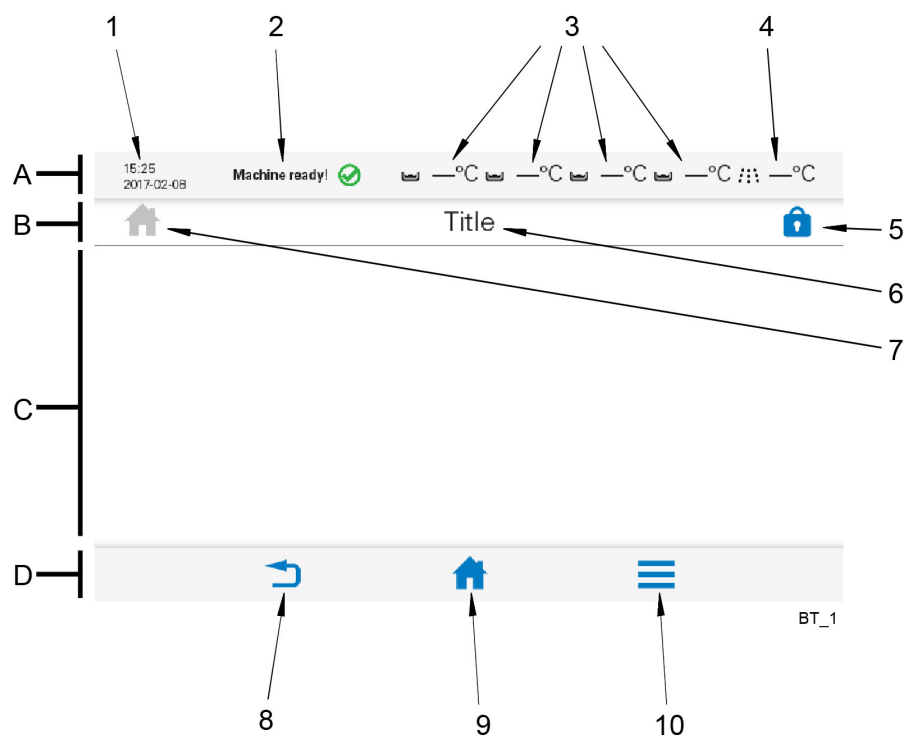 1 2 3 4
A 15:25 Machine ready! —°C —°C —°C —°C —°C
2017-02-08
B Title 5
6
7
C
D
BT_1
8 9 10